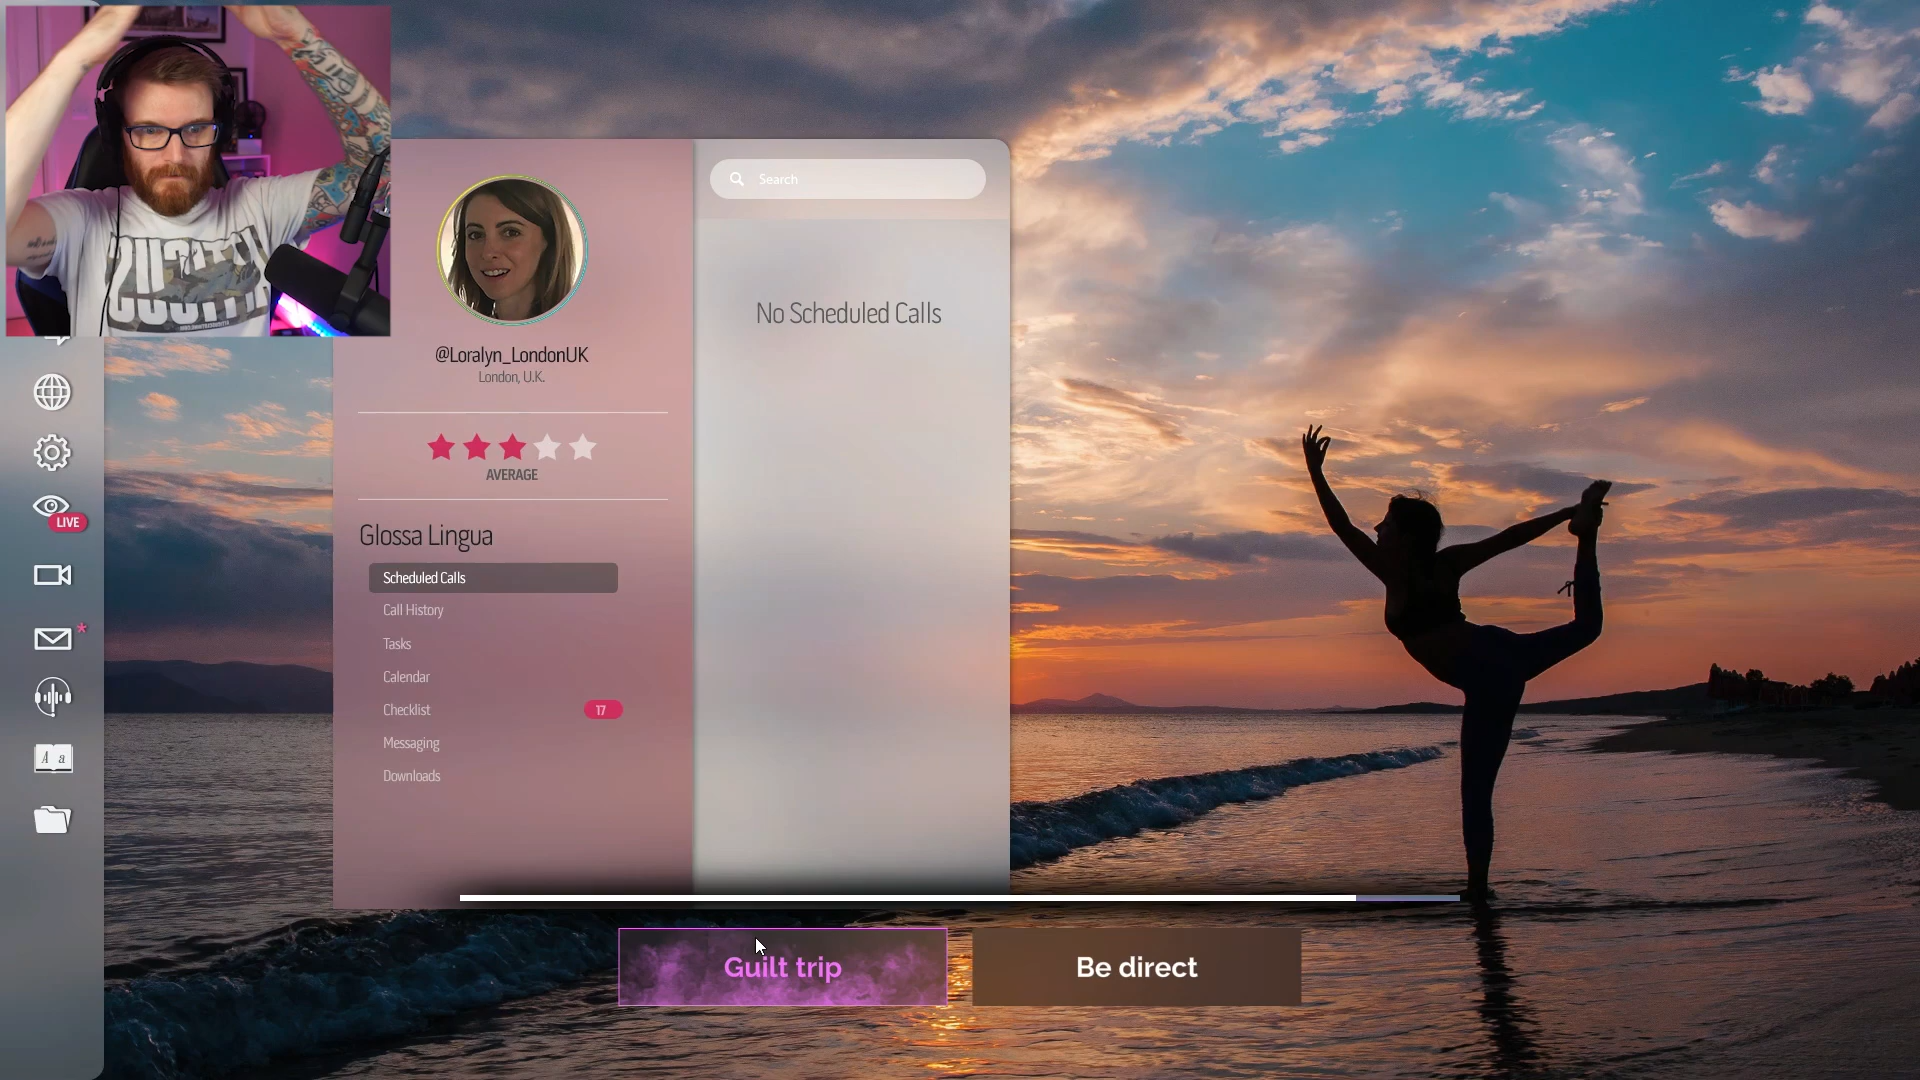 Search
No Scheduled Calls
@Loralyn_LondonUK
London, U.K.
AVERAGE
Glossa Lingua
Scheduled Calls
Call History
Tasks
Calendar
Checklist 17
Messaging
Downloads
LIVE
*
A a
Guilt trip
Be direct